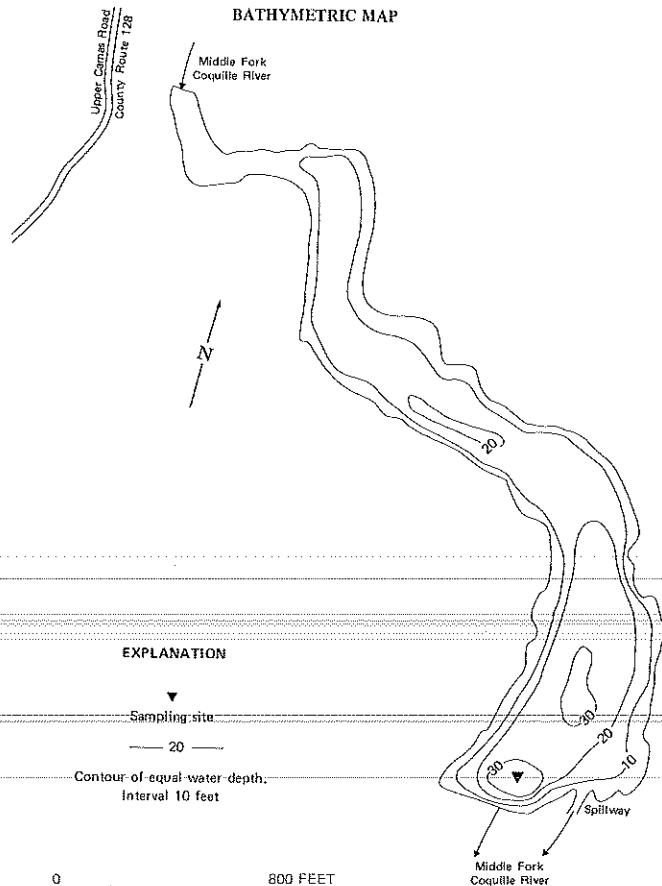 BATHYMETRIC MAP
Upper Camas Road
County Route 128
Middle Fork
Coquille River
N
20
EXPLANATION
Sampling site
20
Contour of equal water depth.
Interval 10 feet
30
20
10
30
Spillway
Middle Fork
Coquille River
0 800 FEET